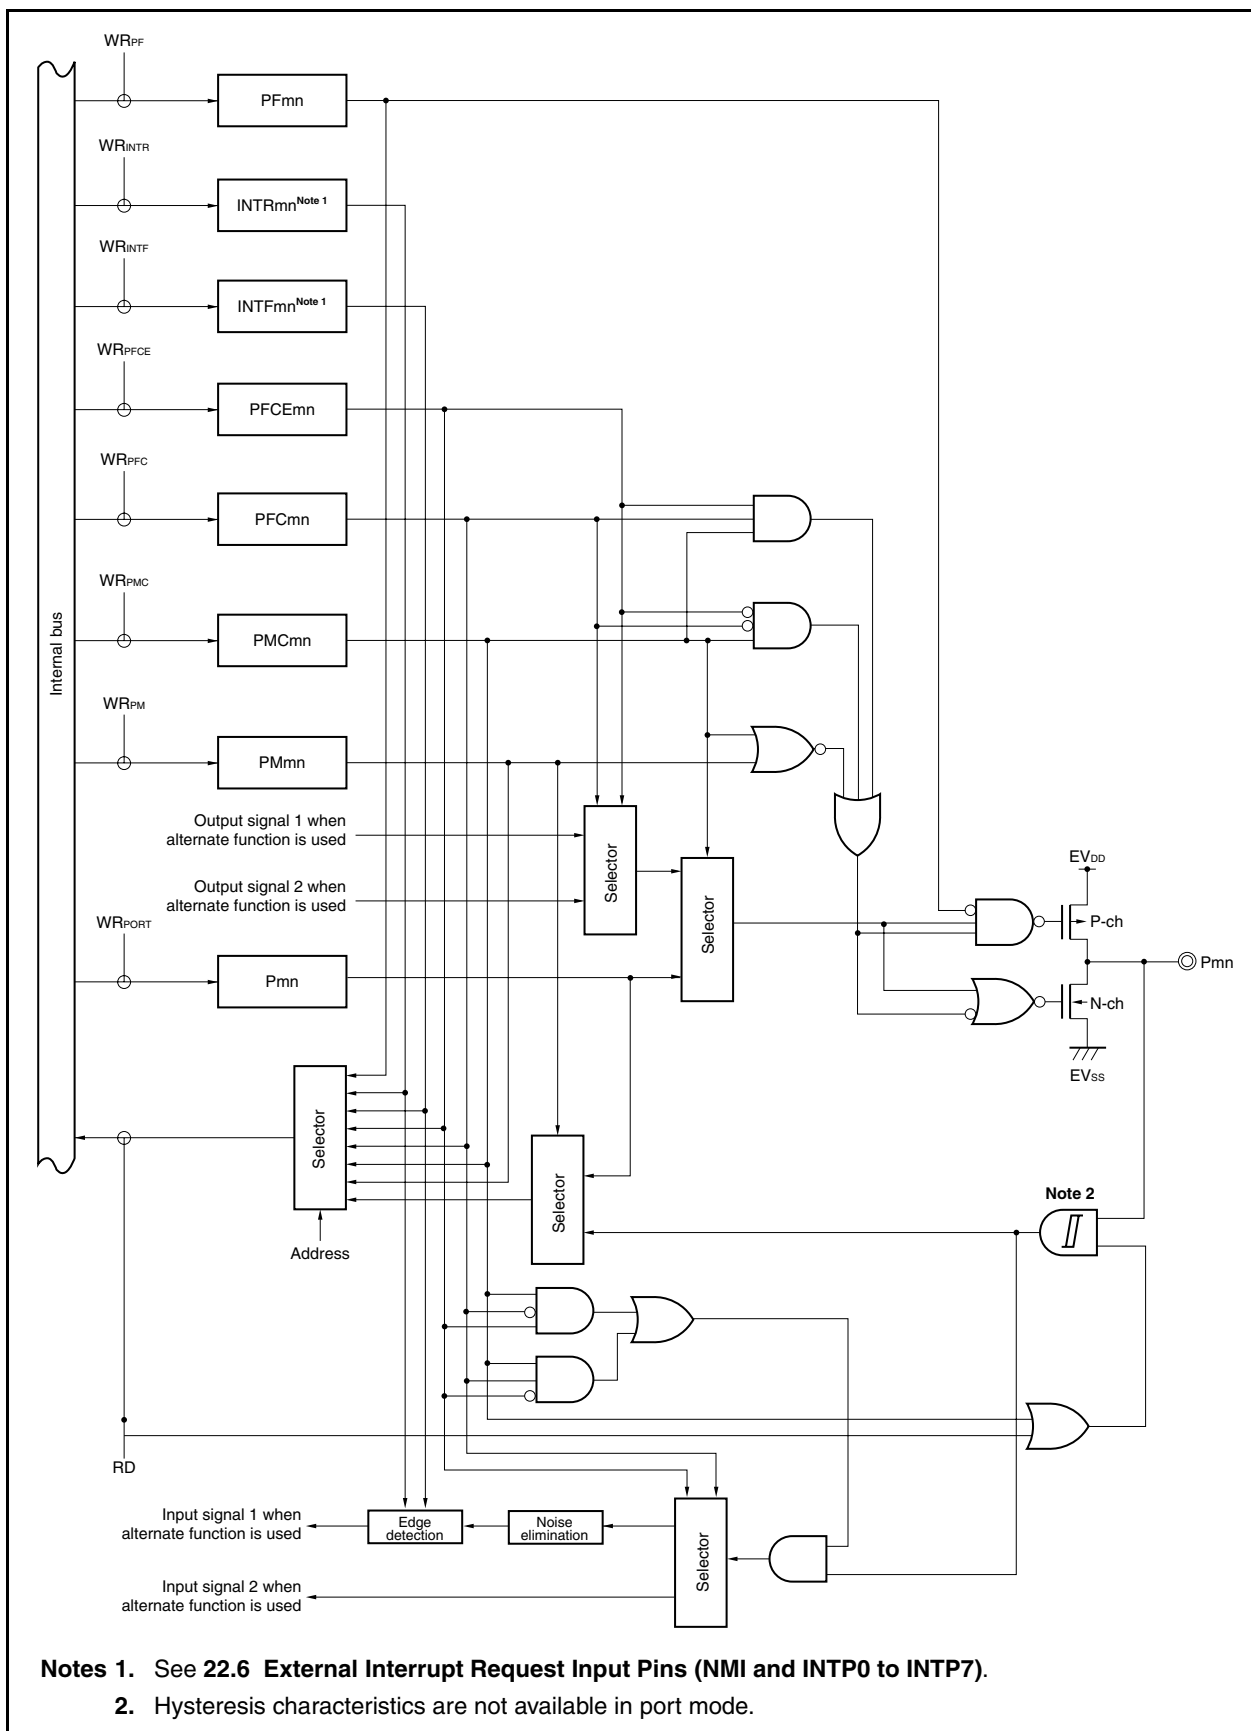 WRPF
PFmn
WRINTR
INTRmnNote 1
WRINTF
INTFmnNote 1
WRPFCE
PFCEmn
WRPFC
PFCmn
WRPMC
PMCmn
Internal bus
WRPM
PMmn
Output signal 1 when
alternate function is used
Output signal 2 when
alternate function is used
Selector
Selector
EVDD
P-ch
WRPORT
Pmn
Pmn
N-ch
EVSS
Selector
Selector
Address
Note 2
RD
Input signal 1 when
alternate function is used
Edge
detection
Noise
elimination
Selector
Input signal 2 when
alternate function is used
Notes 1. See 22.6 External Interrupt Request Input Pins (NMI and INTP0 to INTP7).
2. Hysteresis characteristics are not available in port mode.